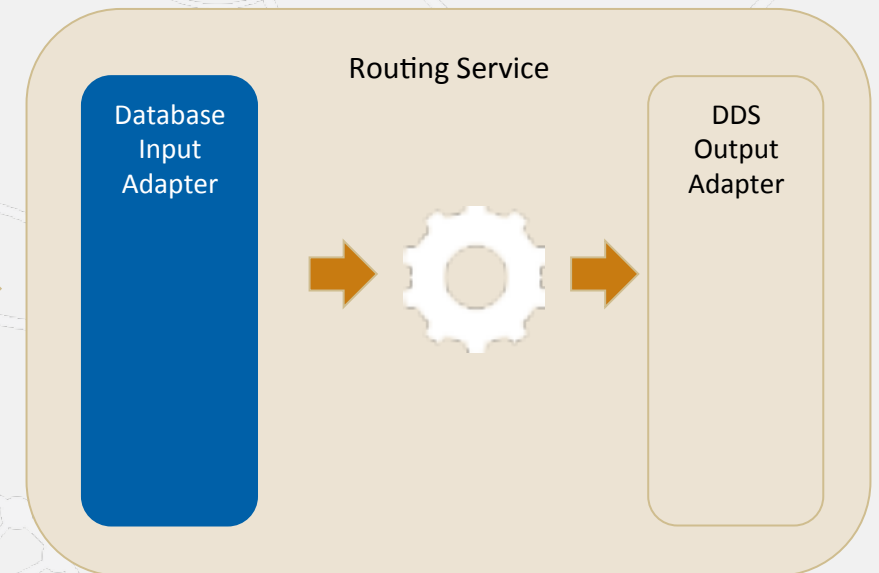 Routing Service
Database
Input
Adapter
DDS
Output
Adapter